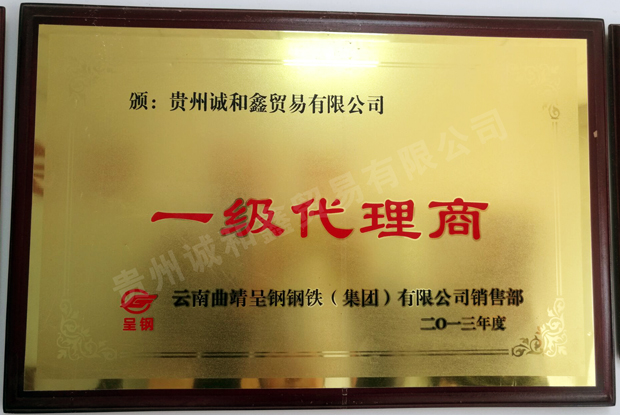 颁：贵州诚和鑫贸易有限公司
一级代理商
呈钢
云南曲靖呈钢钢铁（集团）有限公司销售部
二〇一三年度
贵州诚和鑫贸易有限公司